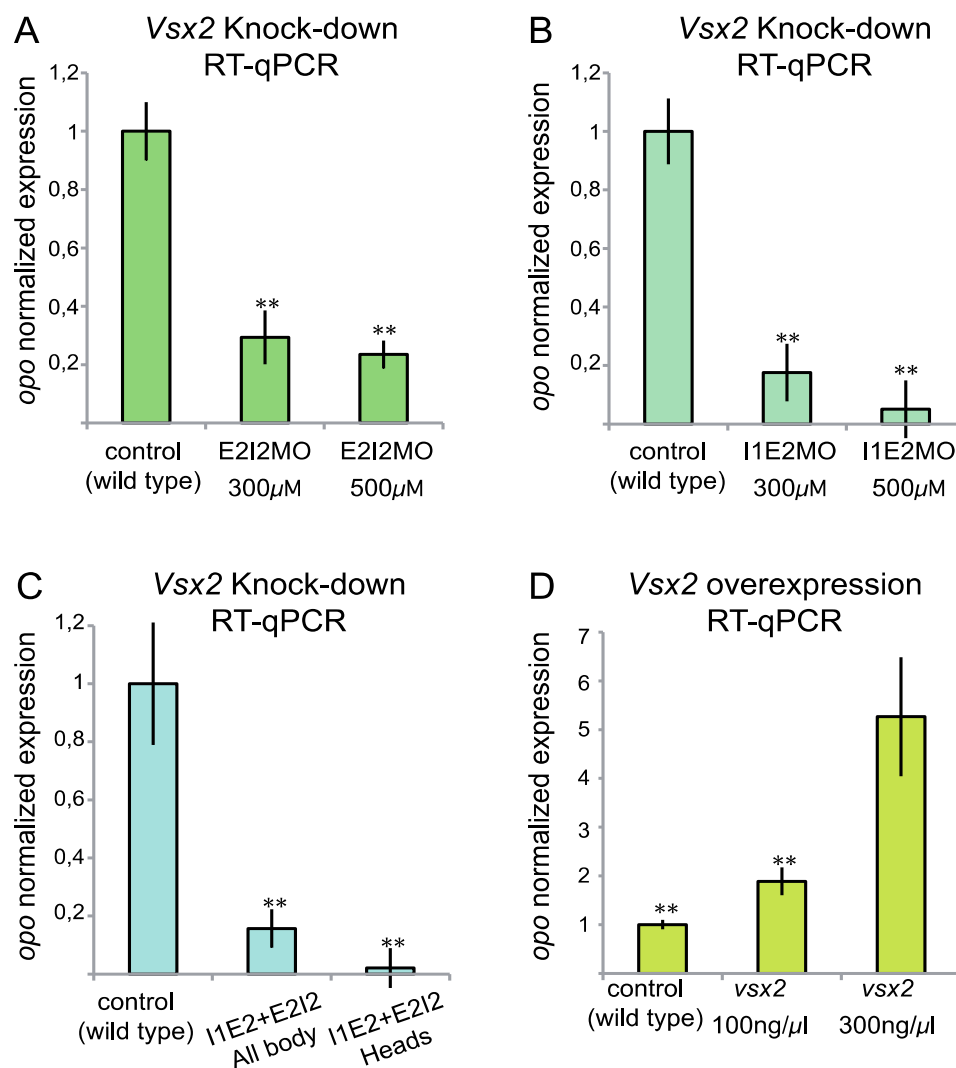 A
Vsx2 Knock-down
RT-qPCR
opo normalized expression
1,2
1
0,8
0,6
0,4
0,2
**
**
control
(wild type)
E2I2MO
300µM
E2I2MO
500µM
B
Vsx2 Knock-down
RT-qPCR
opo normalized expression
1,2
1
0,8
0,6
0,4
0,2
**
**
control
(wild type)
I1E2MO
300µM
I1E2MO
500µM
C
Vsx2 Knock-down
RT-qPCR
opo normalized expression
1,2
1
0,8
0,6
0,4
0,2
**
**
control
(wild type)
I1E2+E2I2
All body
I1E2+E2I2
Heads
D
Vsx2 overexpression
RT-qPCR
opo normalized expression
7
6
5
4
3
2
1
**
**
control
(wild type)
vsx2
100ng/µl
vsx2
300ng/µl